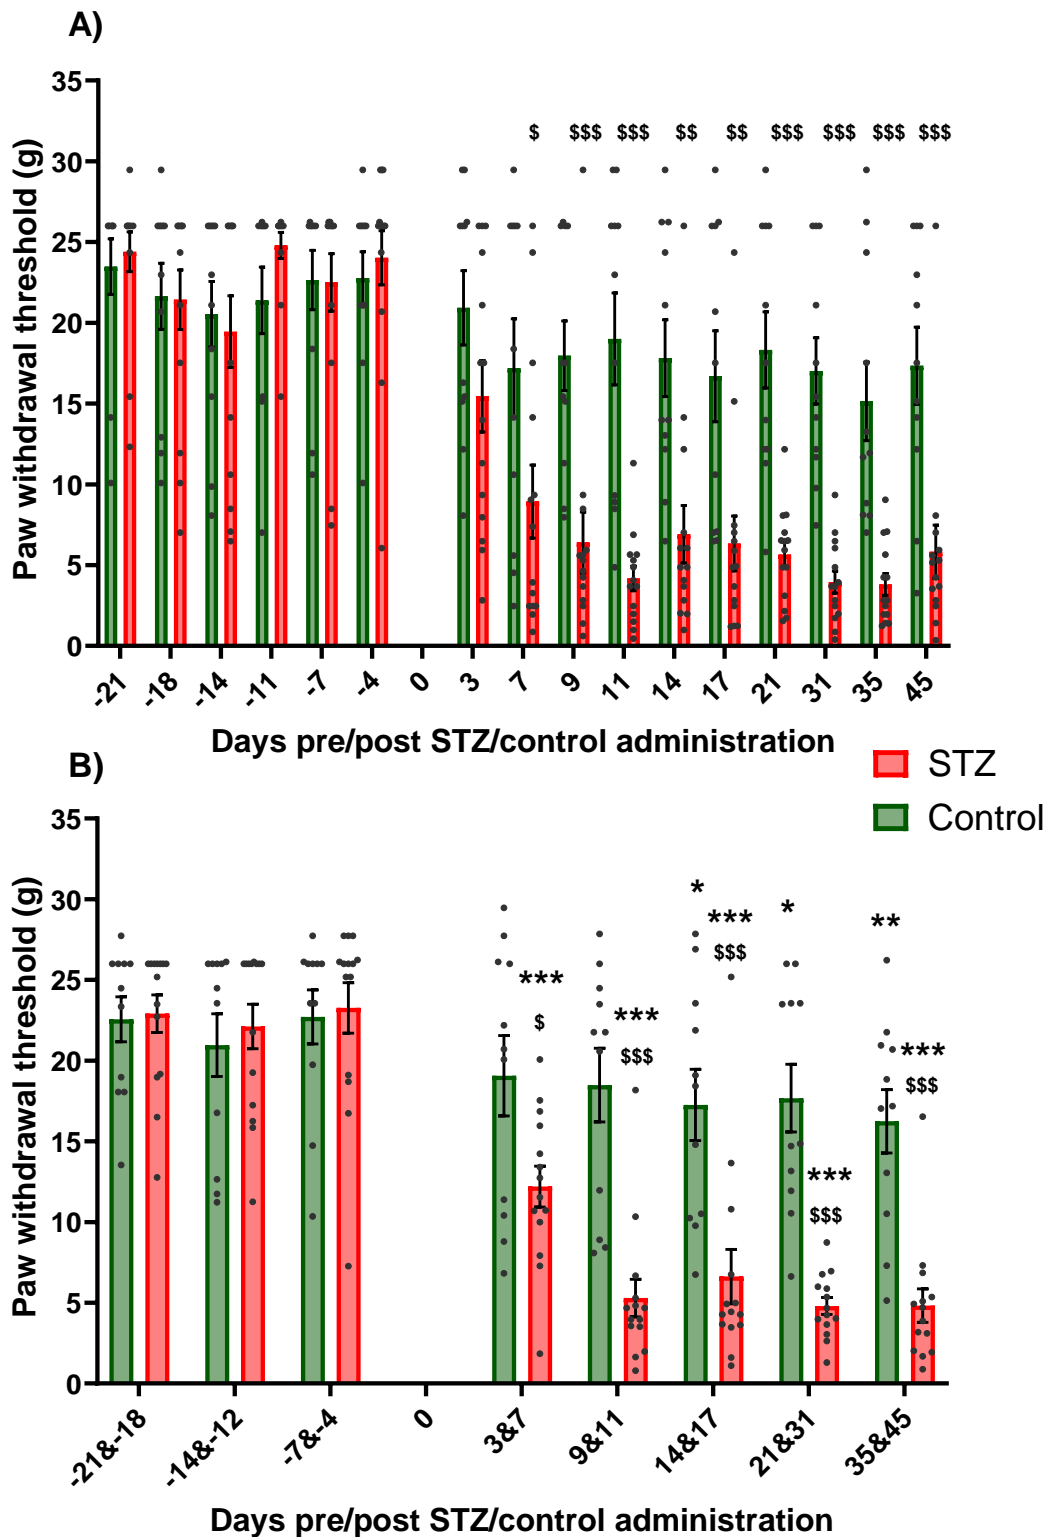 A)
Paw withdrawal threshold (g)
35
30
25
20
15
10
5
0
$ $$$ $$$ $$ $$ $$$ $$$ $$$ $$$
-21 -18 -14 -11 -7 -4 0 3 7 9 11 14 17 21 31 35 45
Days pre/post STZ/control administration
STZ
Control
B)
Paw withdrawal threshold (g)
35
30
25
20
15
10
5
0
***
$
***
$$$
*
***
$$$
*
***
$$$
**
***
$$$
-21&-18 -14&-12 -7&-4 0 3&7 9&11 14&17 21&31 35&45
Days pre/post STZ/control administration